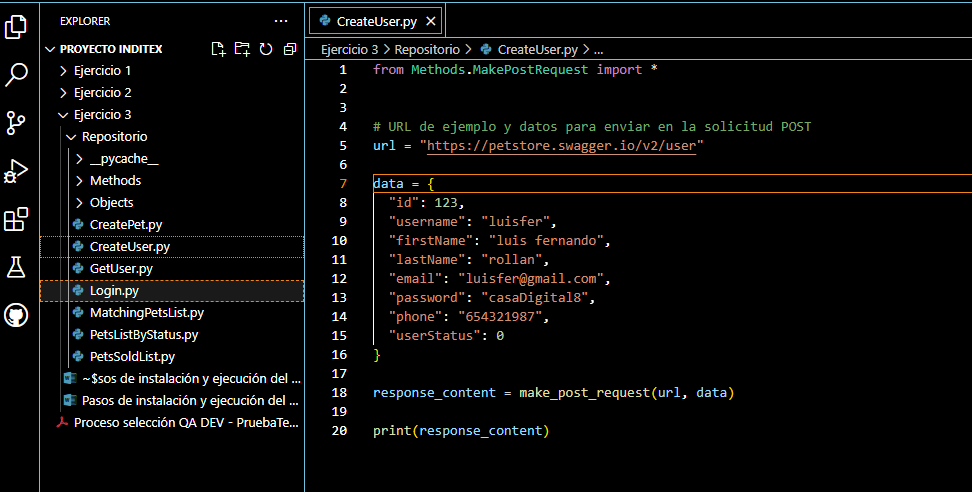 EXPLORER
PROYECTO INDITEX
Ejercicio 1
Ejercicio 2
Ejercicio 3
Repositorio
__pycache__
Methods
Objects
CreatePet.py
CreateUser.py
GetUser.py
Login.py
MatchingPetsList.py
PetsListByStatus.py
PetsSoldList.py
~$sos de instalación y ejecución del ...
Pasos de instalación y ejecución del ...
Proceso selección QA DEV - PruebaTe...
CreateUser.py
Ejercicio 3 > Repositorio > CreateUser.py > ...
1 from Methods.MakePostRequest import *
2
3
4 # URL de ejemplo y datos para enviar en la solicitud POST
5 url = "https://petstore.swagger.io/v2/user"
6
7 data = {
8 "id": 123,
9 "username": "luisfer",
10 "firstName": "luis fernando",
11 "lastName": "rollan",
12 "email": "luisfer@gmail.com",
13 "password": "casaDigital8",
14 "phone": "654321987",
15 "userStatus": 0
16 }
17
18 response_content = make_post_request(url, data)
19
20 print(response_content)